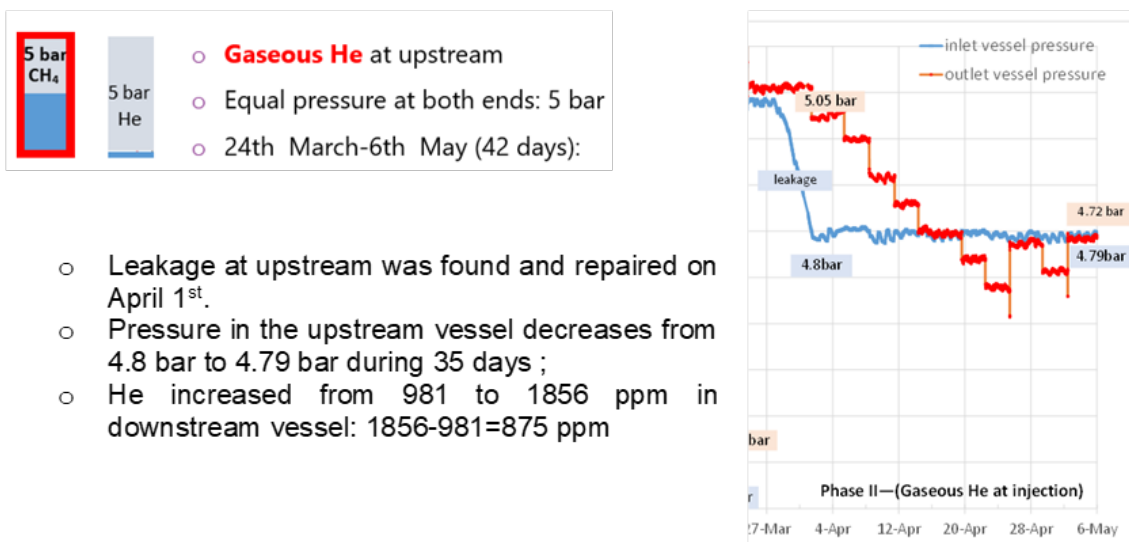 5 bar
CH₄
5 bar
He
o Gaseous He at upstream
o Equal pressure at both ends: 5 bar
o 24th March-6th May (42 days):
o Leakage at upstream was found and repaired on
April 1st.
o Pressure in the upstream vessel decreases from
4.8 bar to 4.79 bar during 35 days ;
o He increased from 981 to 1856 ppm in
downstream vessel: 1856-981=875 ppm
inlet vessel pressure
outlet vessel pressure
5.05 bar
leakage
4.72 bar
4.8bar
4.79bar
bar
r
Phase II—(Gaseous He at injection)
27-Mar 4-Apr 12-Apr 20-Apr 28-Apr 6-May